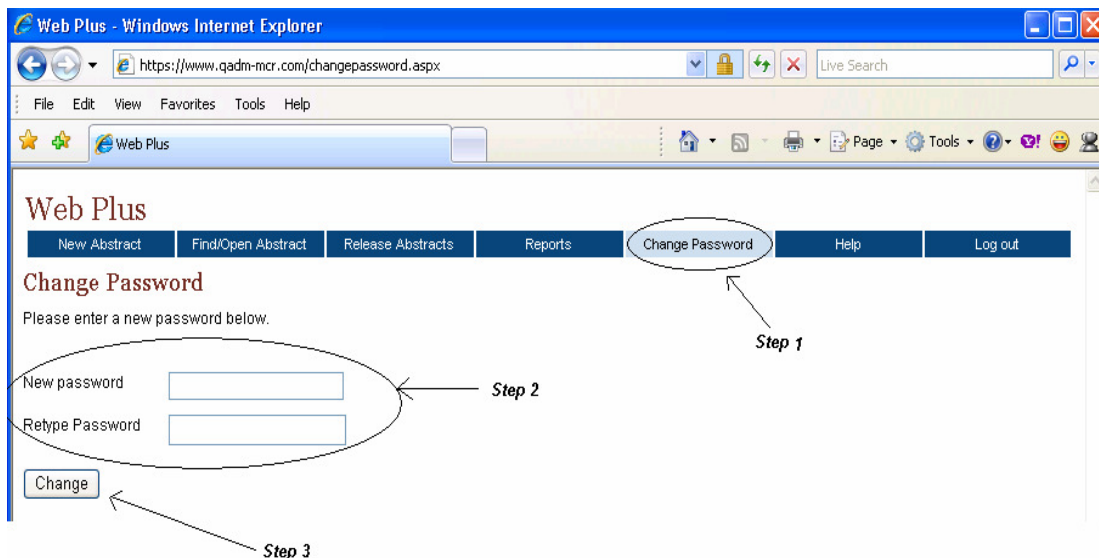 Web Plus - Windows Internet Explorer
https://www.qadm-mcr.com/changepassword.aspx
Live Search
File Edit View Favorites Tools Help
Web Plus
Page Tools
Web Plus
New Abstract Find/Open Abstract Release Abstracts Reports Change Password Help Log out
Change Password
Please enter a new password below.
Step 1
New password
Step 2
Retype Password
Change
Step 3